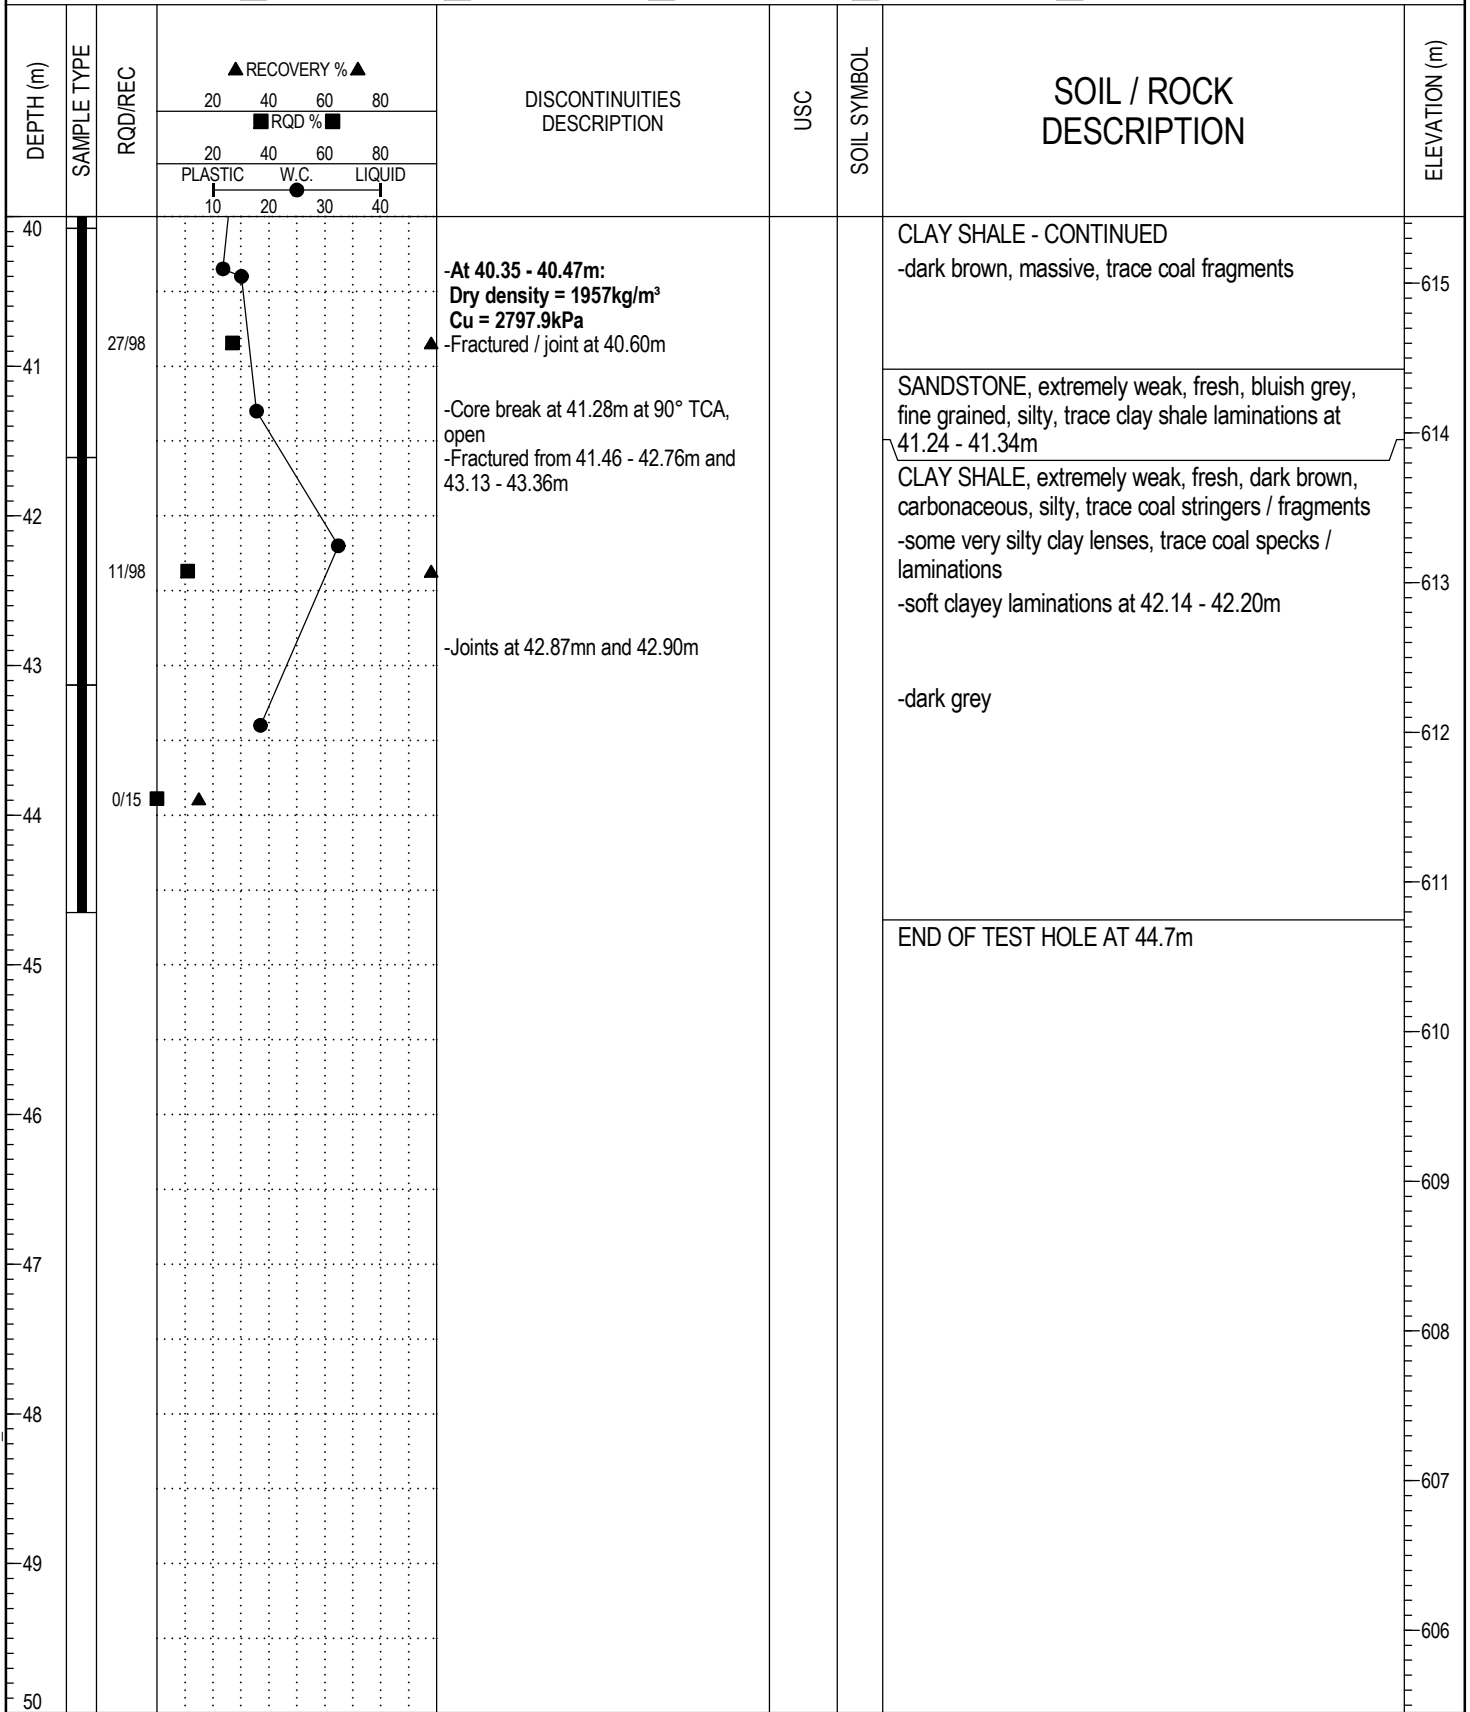 DEPTH (m)
SAMPLE TYPE
RQD/REC
▲ RECOVERY % ▲
20 40 60 80
■ RQD % ■
20 40 60 80
PLASTIC W.C. LIQUID
10 20 30 40
DISCONTINUITIES
DESCRIPTION
USC
SOIL SYMBOL
SOIL / ROCK
DESCRIPTION
ELEVATION (m)
40
41
42
43
44
45
46
47
48
49
50
27/98
11/98
0/15
-At 40.35 - 40.47m:
Dry density = 1957kg/m³
Cu = 2797.9kPa
-Fractured / joint at 40.60m
-Core break at 41.28m at 90° TCA,
open
-Fractured from 41.46 - 42.76m and
43.13 - 43.36m
-Joints at 42.87mn and 42.90m
CLAY SHALE - CONTINUED
-dark brown, massive, trace coal fragments
SANDSTONE, extremely weak, fresh, bluish grey,
fine grained, silty, trace clay shale laminations at
41.24 - 41.34m
CLAY SHALE, extremely weak, fresh, dark brown,
carbonaceous, silty, trace coal stringers / fragments
-some very silty clay lenses, trace coal specks /
laminations
-soft clayey laminations at 42.14 - 42.20m
-dark grey
END OF TEST HOLE AT 44.7m
615
614
613
612
611
610
609
608
607
606